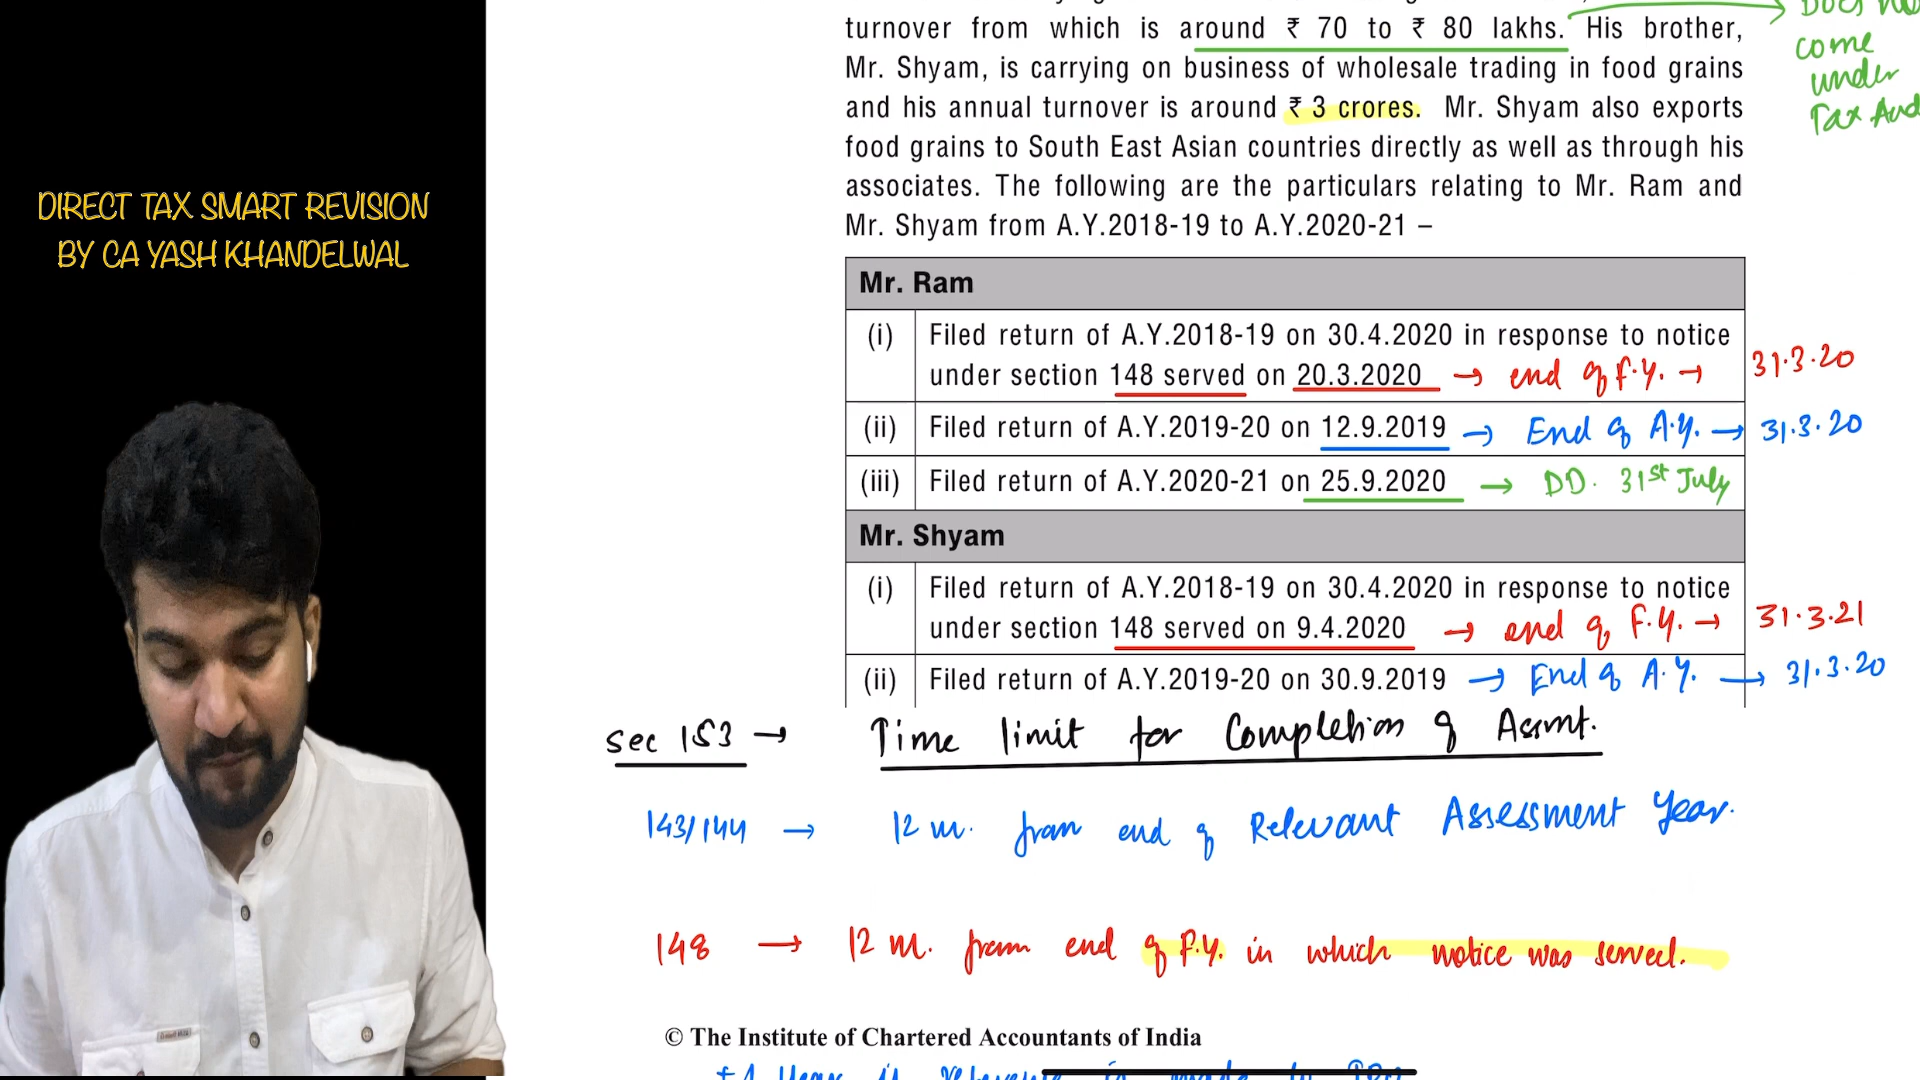 DIRECT TAX SMART REVISION
BY CA YASH KHANDELWAL
turnover from which is around ₹ 70 to ₹ 80 lakhs. His brother,
Mr. Shyam, is carrying on business of wholesale trading in food grains
and his annual turnover is around ₹ 3 crores. Mr. Shyam also exports
food grains to South East Asian countries directly as well as through his
associates. The following are the particulars relating to Mr. Ram and
Mr. Shyam from A.Y.2018-19 to A.Y.2020-21 –
come
under
Mr. Ram
(i) Filed return of A.Y.2018-19 on 30.4.2020 in response to notice
under section 148 served on 20.3.2020 → end of f.y. → 31.3.20
(ii) Filed return of A.Y.2019-20 on 12.9.2019 → End of A.Y. → 31.3.20
(iii) Filed return of A.Y.2020-21 on 25.9.2020 → DD. 31st July
Mr. Shyam
(i) Filed return of A.Y.2018-19 on 30.4.2020 in response to notice
under section 148 served on 9.4.2020 → end of F.Y. → 31.3.21
(ii) Filed return of A.Y.2019-20 on 30.9.2019 → End of A.Y. → 31.3.20
sec 153 → Time limit for Completion of Assmt.
143/144 → 12 m. from end of Relevant Assessment Year.
148 → 12 m. from end of F.Y. in which notice was served.
© The Institute of Chartered Accountants of India